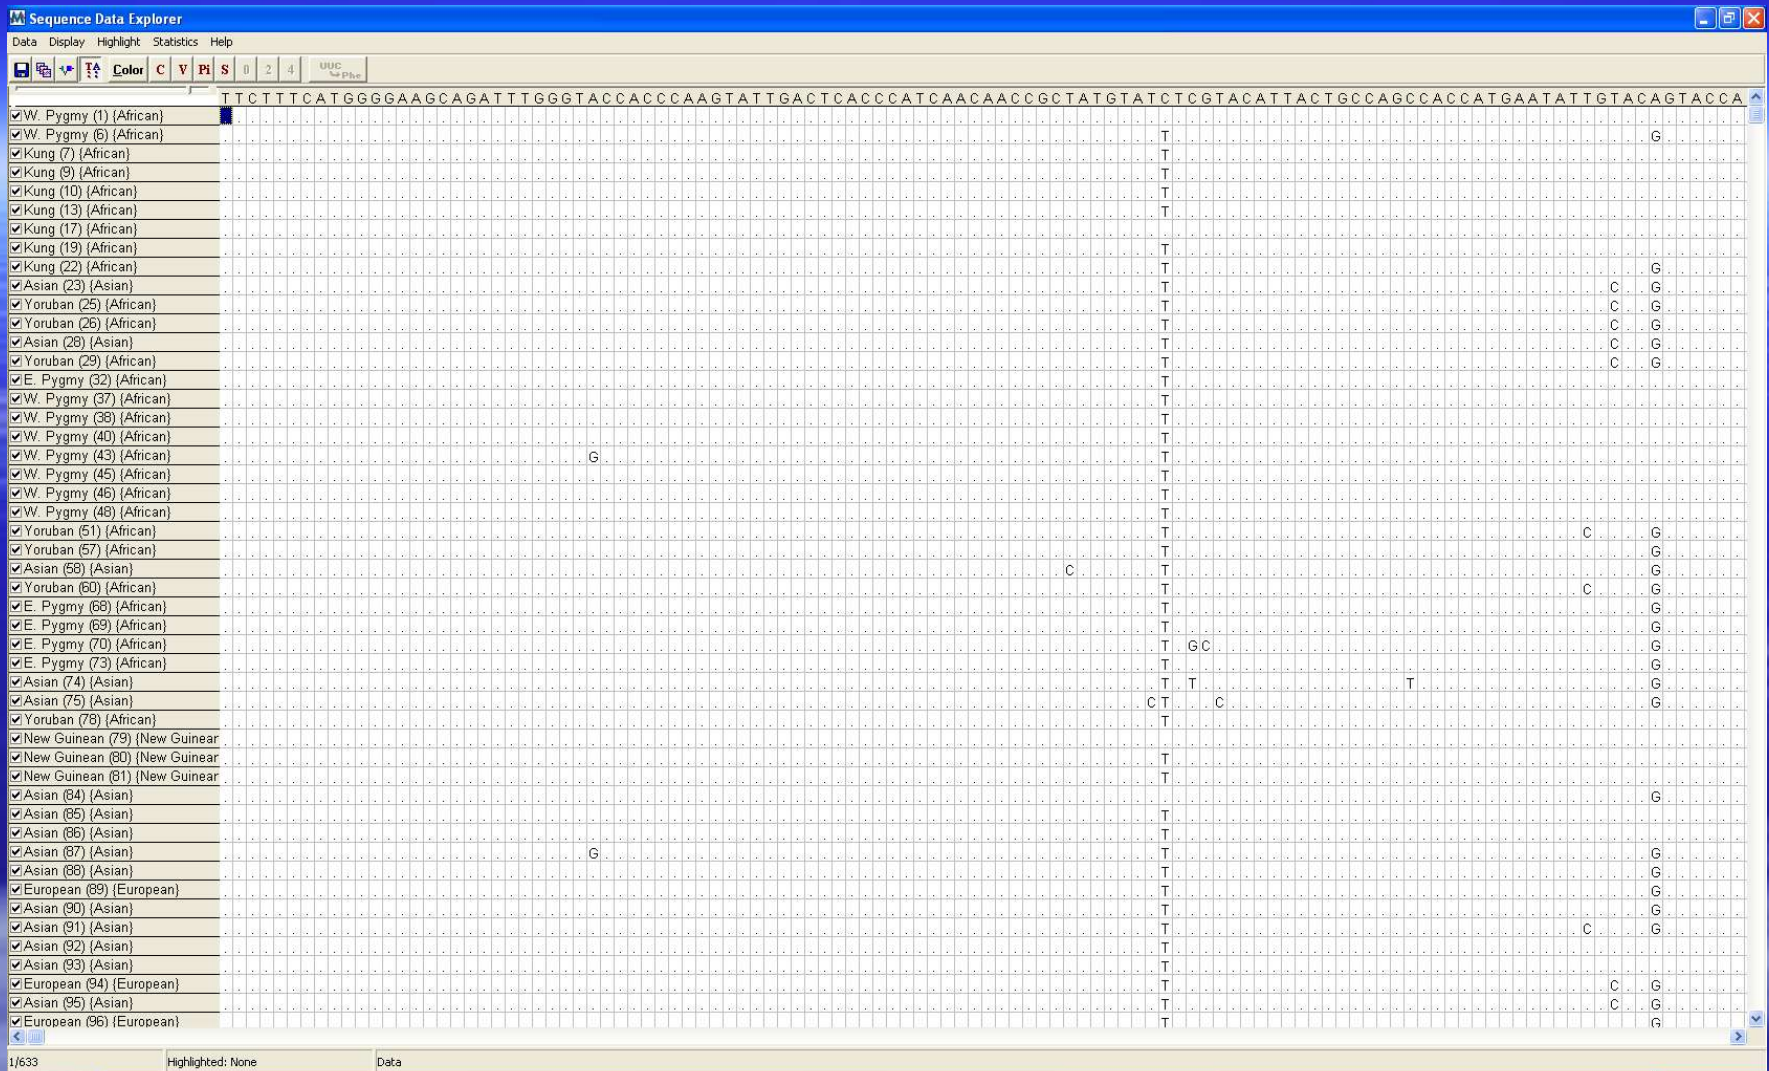 Sequence Data Explorer
Data Display Highlight Statistics Help
Color C V Pi S 0 2 4 UUC Phe
T T C T T T C A T G G G G A A G C A G A T T T G G G T A C C A C C C A A G T A T T G A C T C A C C C A T C A A C A A C C G C T A T G T A T C T C G T A C A T T A C T G C C A G C C A C C A T G A A T A T T G T A C A G T A C C A
W. Pygmy (1) {African}
W. Pygmy (6) {African} T G
Kung (7) {African} T
Kung (9) {African} T
Kung (10) {African} T
Kung (13) {African} T
Kung (17) {African}
Kung (19) {African} T
Kung (22) {African} T G
Asian (23) {Asian} T C G
Yoruban (25) {African} T C G
Yoruban (26) {African} T C G
Asian (28) {Asian} T C G
Yoruban (29) {African} T C G
E. Pygmy (32) {African} T
W. Pygmy (37) {African} T
W. Pygmy (38) {African} T
W. Pygmy (40) {African} T
W. Pygmy (43) {African} G T
W. Pygmy (45) {African} T
W. Pygmy (46) {African} T
W. Pygmy (48) {African} T
Yoruban (51) {African} T C G
Yoruban (57) {African} T G
Asian (58) {Asian} C T G
Yoruban (60) {African} T C G
E. Pygmy (68) {African} T G
E. Pygmy (69) {African} T G
E. Pygmy (70) {African} T G C G
E. Pygmy (73) {African} T G
Asian (74) {Asian} T T T G
Asian (75) {Asian} C T C G
Yoruban (78) {African} T
New Guinean (79) {New Guinear
New Guinean (80) {New Guinear T
New Guinean (81) {New Guinear T
Asian (84) {Asian} G
Asian (85) {Asian} T
Asian (86) {Asian} T
Asian (87) {Asian} G T G
Asian (88) {Asian} T G
European (89) {European} T G
Asian (90) {Asian} T G
Asian (91) {Asian} T C G
Asian (92) {Asian} T
Asian (93) {Asian} T
European (94) {European} T C G
Asian (95) {Asian} T C G
European (96) {European} T G
1/633 Highlighted: None Data